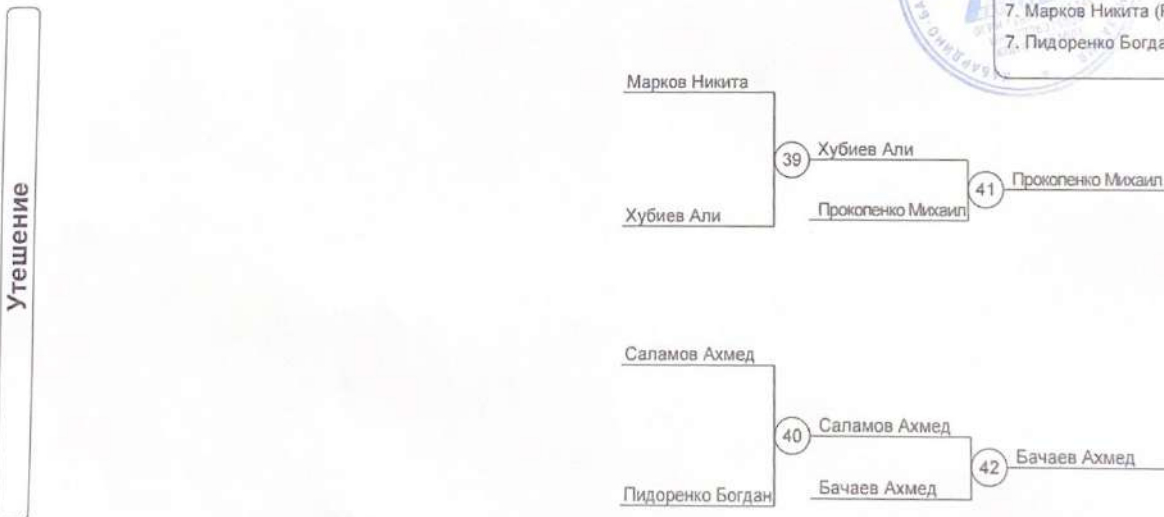 7. Марков Никита
7. Пидоренко
Марков Никита
39
Хубиев Али
41
Прокопенко Михаил
Хубиев Али
Прокопенко Михаил
Утешение
Саламов Ахмед
40
Саламов Ахмед
42
Бачаев Ахмед
Пидоренко Богдан
Бачаев Ахмед